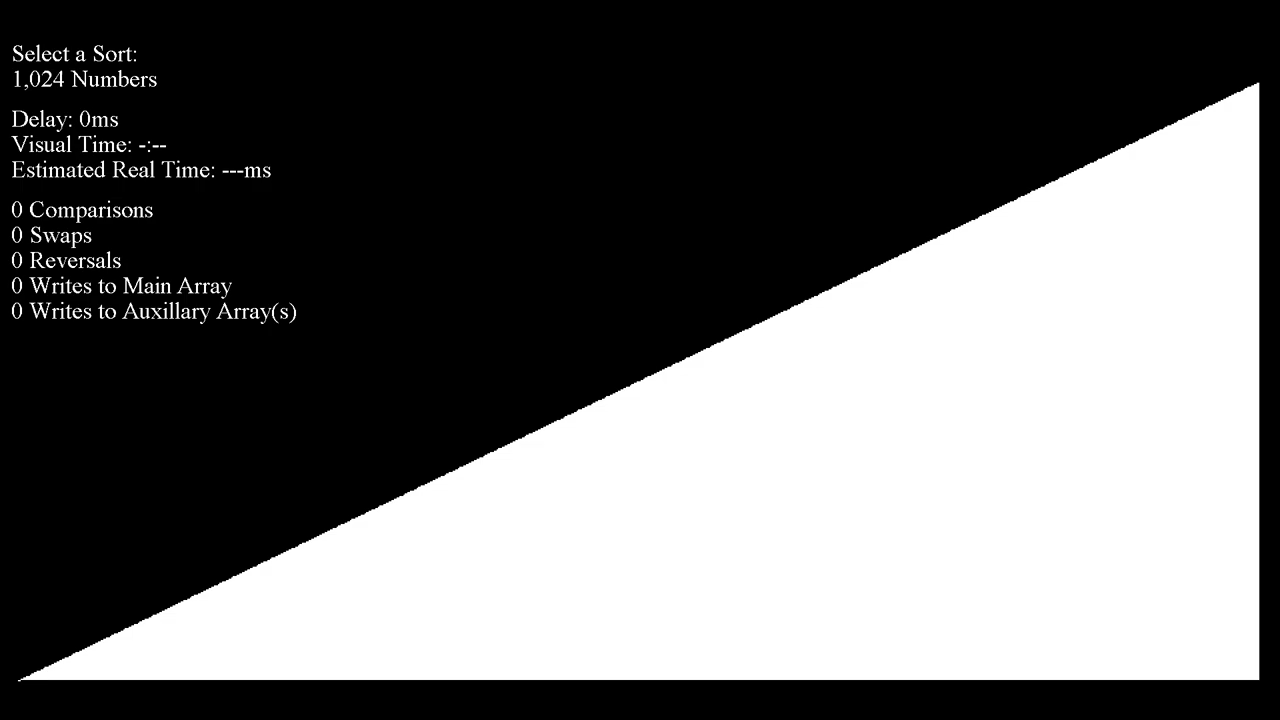 Select a Sort:
1,024 Numbers
Delay: 0ms
Visual Time: -:--
Estimated Real Time: ---ms
0 Comparisons
0 Swaps
0 Reversals
0 Writes to Main Array
0 Writes to Auxillary Array(s)